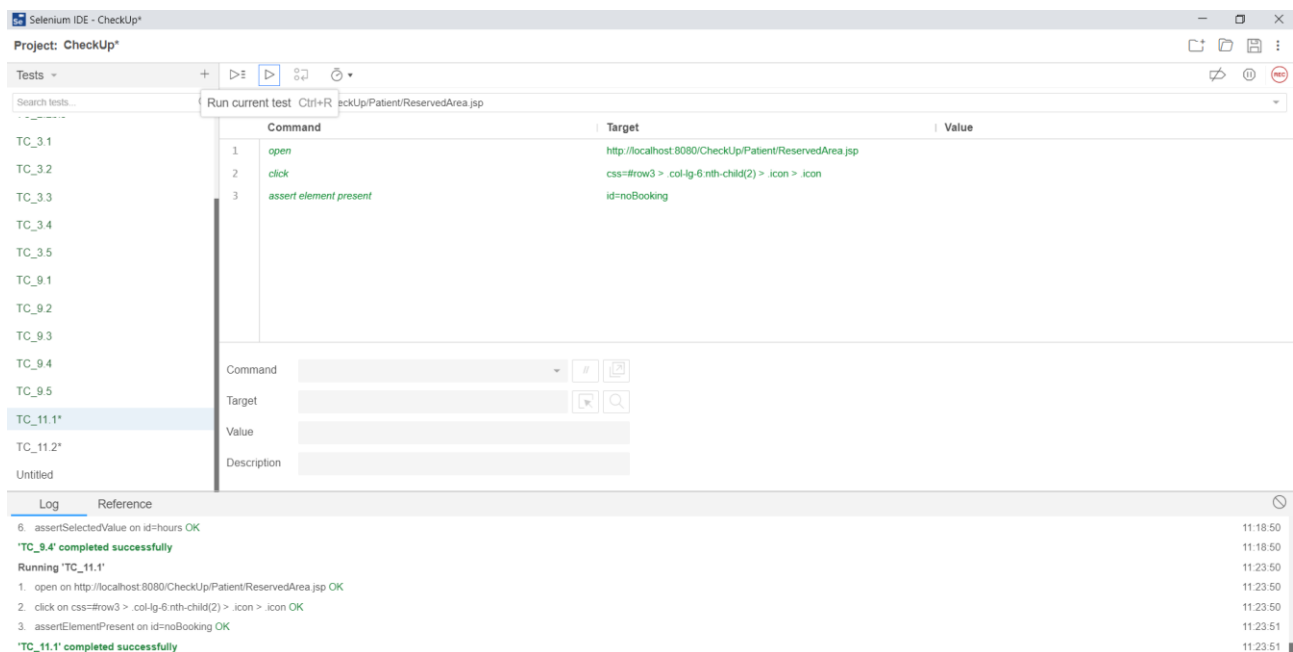 Selenium IDE - CheckUp*
Project: CheckUp*
Tests
Search tests...
Run current test Ctrl+R
eckUp/Patient/ReservedArea.jsp
Command Target Value
1 open http://localhost:8080/CheckUp/Patient/ReservedArea.jsp
2 click css=#row3 > .col-lg-6:nth-child(2) > .icon > .icon
3 assert element present id=noBooking
TC_3.1
TC_3.2
TC_3.3
TC_3.4
TC_3.5
TC_9.1
TC_9.2
TC_9.3
TC_9.4
TC_9.5
TC_11.1*
TC_11.2*
Untitled
Command
//
Target
Value
Description
REC
Log Reference
6. assertSelectedValue on id=hours OK 11:18:50
'TC_9.4' completed successfully 11:18:50
Running 'TC_11.1' 11:23:50
1. open on http://localhost:8080/CheckUp/Patient/ReservedArea.jsp OK 11:23:50
2. click on css=#row3 > .col-lg-6:nth-child(2) > .icon > .icon OK 11:23:50
3. assertElementPresent on id=noBooking OK 11:23:51
'TC_11.1' completed successfully 11:23:51